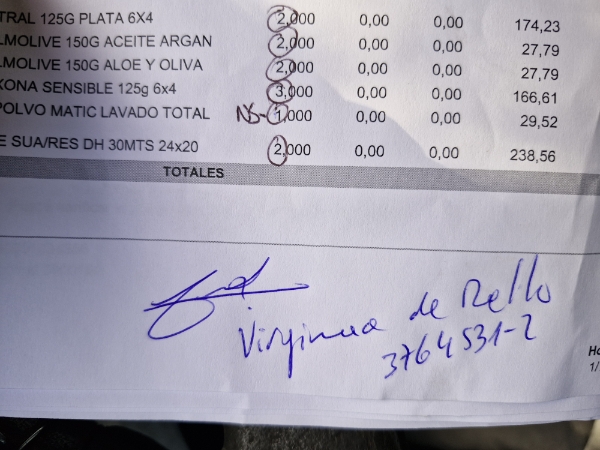 TRAL 125G PLATA 6X4 2,000 0,00 0,00 174,23
LMOLIVE 150G ACEITE ARGAN 2,000 0,00 0,00 27,79
LMOLIVE 150G ALOE Y OLIVA 2,000 0,00 0,00 27,79
XONA SENSIBLE 125g 6x4 3,000 0,00 0,00 166,61
POLVO MATIC LAVADO TOTAL NS- 1,000 0,00 0,00 29,52
E SUA/RES DH 30MTS 24x20 2,000 0,00 0,00 238,56
TOTALES
Virginia de Mello
3764531-2
Ho
1/